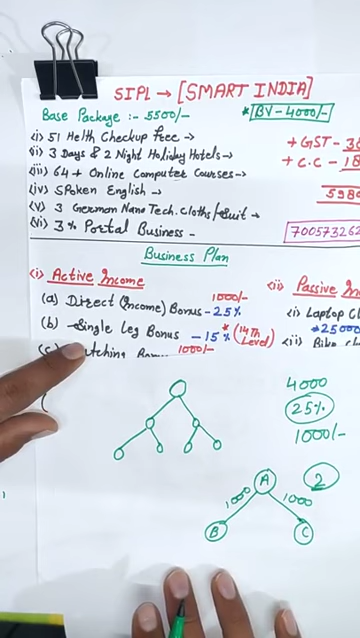 SIPL → [SMART INDIA]
Base Package :- 5500/- * BV - 4000/-
(i) 51 Helth Checkup free →
(ii) 3 Days & 2 Night Holiday Hotels →
(iii) 64 + Online Computer Courses →
(iv) Spoken English →
(v) 3 German Nano Tech. Cloths/Suit →
(vi) 3% Portal Business -
+ GST -
+ C.C -
5980
700573262
Business Plan
(i) Active Income
(a) Direct (Income) Bonus - 25% 1000/-
(b) Single Leg Bonus - 15% * (14th Level)
1000/-
(ii) Passive
(i) Laptop
*25000
(ii) Bike
4000
25%
1000/-
2
A
1000 1000
B C